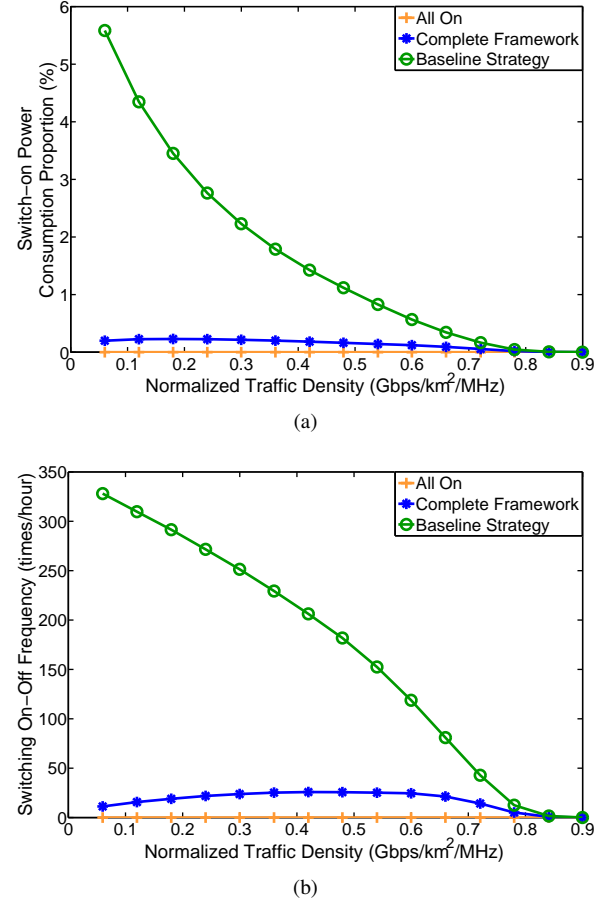 6
5
4
3
2
1
0
Switch-on Power
Consumption Proportion (%)
All On
Complete Framework
Baseline Strategy
0 0.1 0.2 0.3 0.4 0.5 0.6 0.7 0.8 0.9
Normalized Traffic Density (Gbps/km²/MHz)
(a)
350
300
250
200
150
100
50
0
Switching On-Off Frequency (times/hour)
All On
Complete Framework
Baseline Strategy
0 0.1 0.2 0.3 0.4 0.5 0.6 0.7 0.8 0.9
Normalized Traffic Density (Gbps/km²/MHz)
(b)